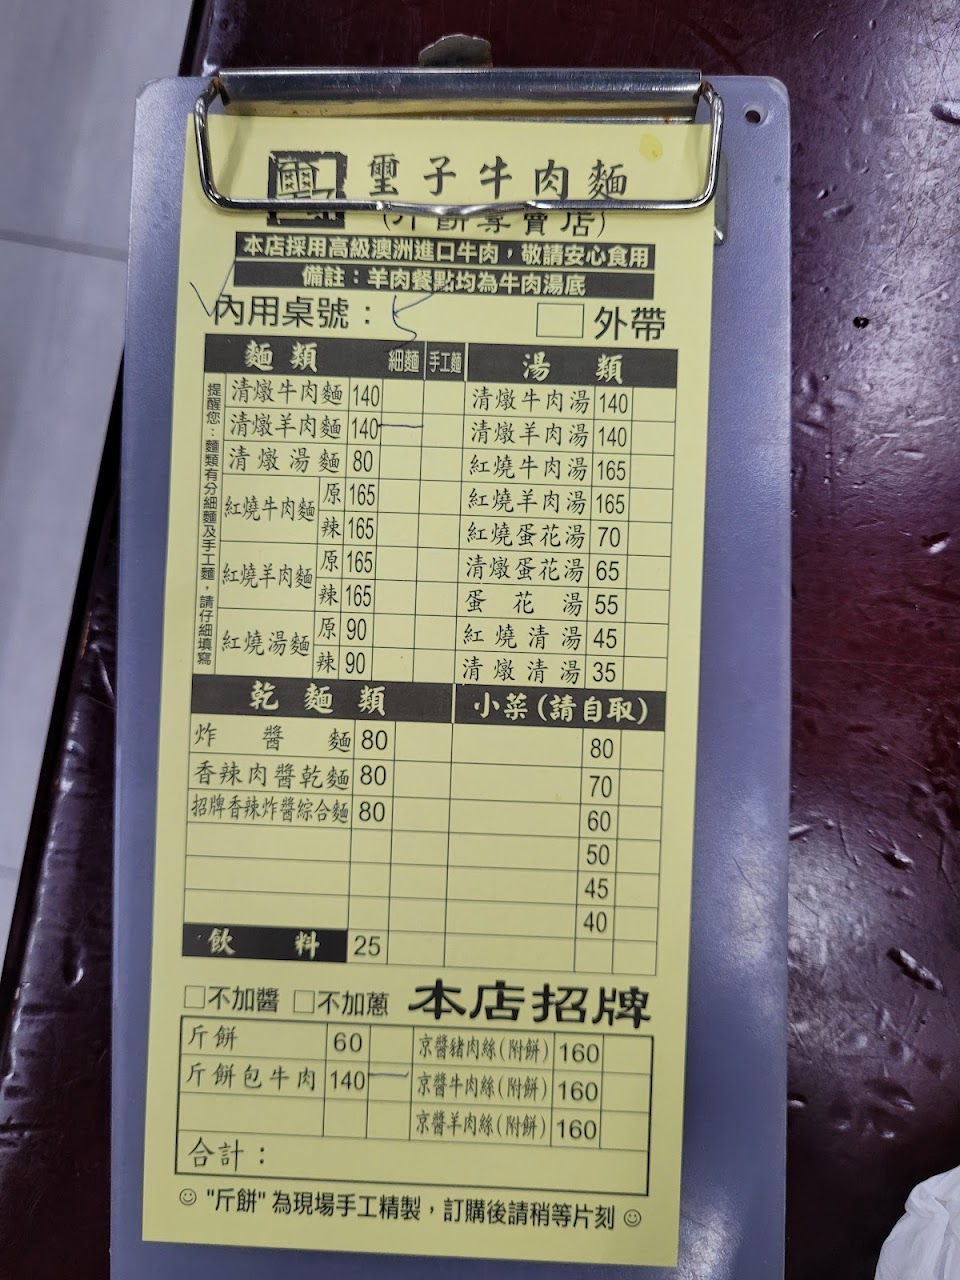 璽子牛肉麵
(斤餅專賣店)
本店採用高級澳洲進口牛肉，敬請安心食用
備註：羊肉餐點均為牛肉湯底
內用桌號： 5 外帶
麵類 細麵 手工麵
提醒您：麵類有分細麵及手工麵，請仔細填寫
清燉牛肉麵 140
清燉羊肉麵 140 一
清燉湯麵 80
紅燒牛肉麵 原 165
辣 165
紅燒羊肉麵 原 165
辣 165
紅燒湯麵 原 90
辣 90
湯類
清燉牛肉湯 140
清燉羊肉湯 140
紅燒牛肉湯 165
紅燒羊肉湯 165
紅燒蛋花湯 70
清燉蛋花湯 65
蛋花湯 55
紅燒清湯 45
清燉清湯 35
乾麵類
炸醬麵 80
香辣肉醬乾麵 80
招牌香辣炸醬綜合麵 80
飲料 25
小菜(請自取)
80
70
60
50
45
40
不加醬 不加蔥 本店招牌
斤餅 60
斤餅包牛肉 140 一
京醬豬肉絲(附餅) 160
京醬牛肉絲(附餅) 160
京醬羊肉絲(附餅) 160
合計：
☺"斤餅"為現場手工精製，訂購後請稍等片刻☺